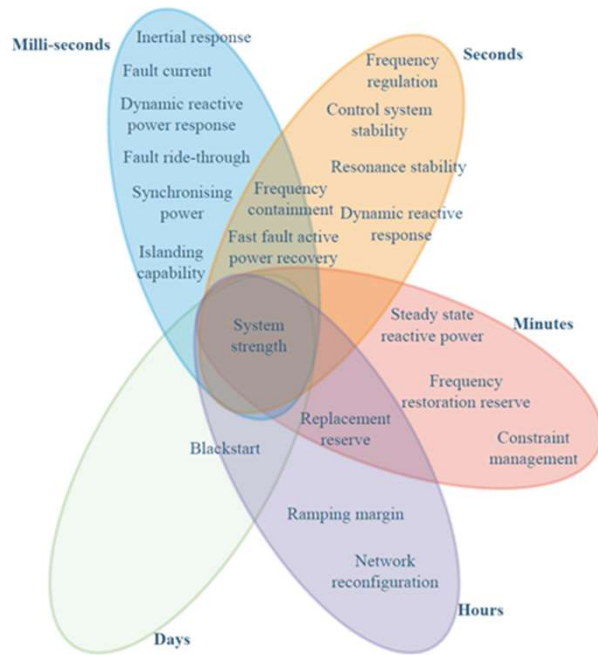 Milli-seconds
Inertial response
Fault current
Dynamic reactive
power response
Fault ride-through
Synchronising
power
Islanding
capability
Seconds
Frequency
regulation
Control system
stability
Resonance stability
Dynamic reactive
response
Frequency
containment
Fast fault active
power recovery
System
strength
Minutes
Steady state
reactive power
Frequency
restoration reserve
Constraint
management
Replacement
reserve
Blackstart
Ramping margin
Network
reconfiguration
Hours
Days